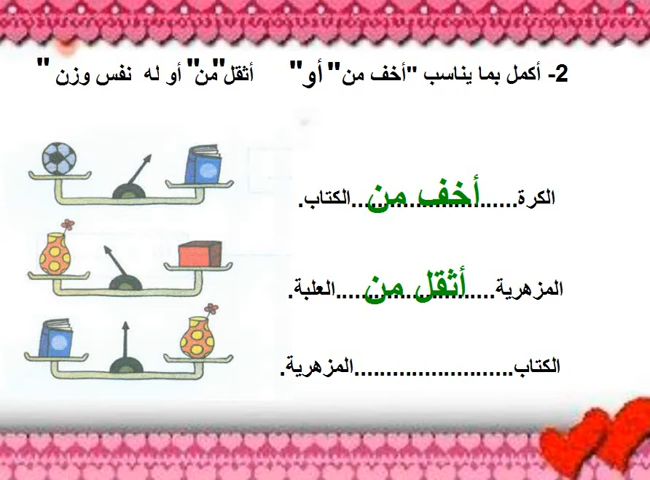 2- أكمل بما يناسب "أخف من" أو" أثقل"من" أو له نفس وزن "
الكرة......أخف من......الكتاب.
المزهرية......أثقل من......العلبة.
الكتاب.........................المزهرية.